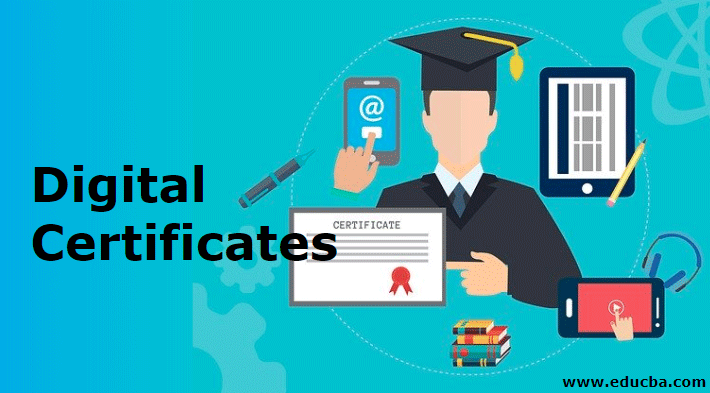 Digital
Certificates
CERTIFICATE
@
www.educba.com